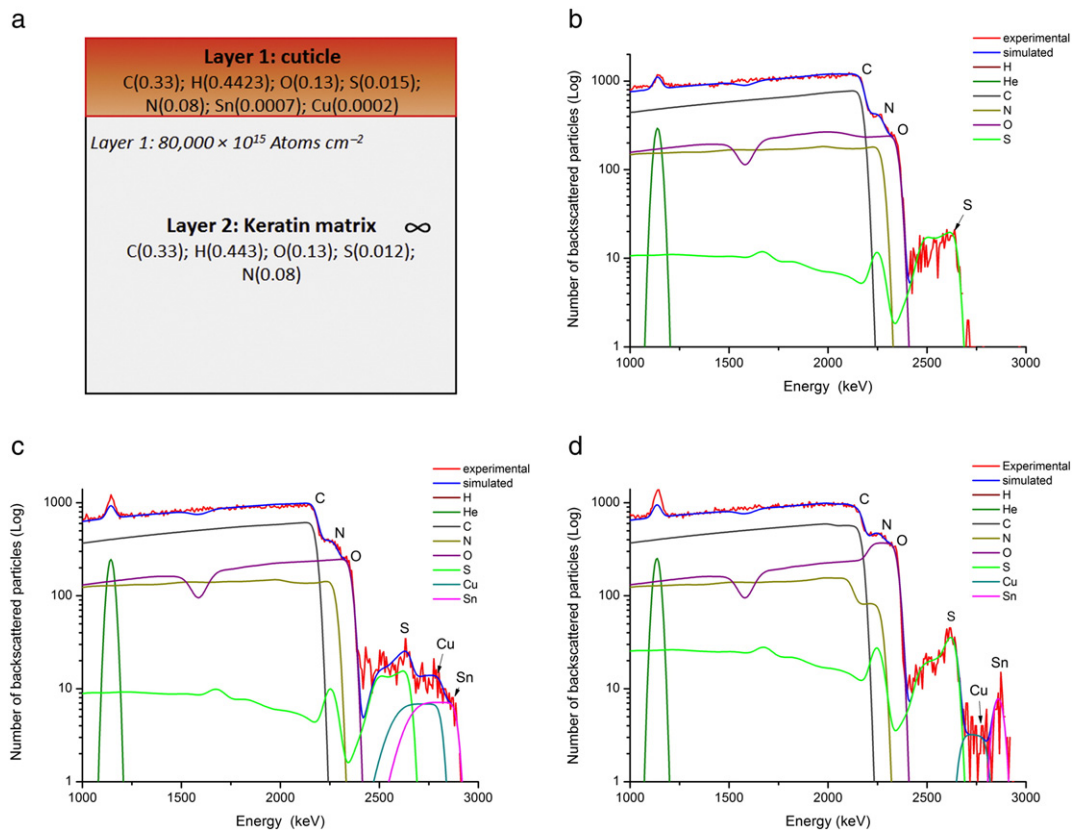 a
Layer 1: cuticle
C(0.33); H(0.4423); O(0.13); S(0.015);
N(0.08); Sn(0.0007); Cu(0.0002)
Layer 1: 80,000 × 10¹⁵ Atoms cm⁻²
Layer 2: Keratin matrix ∞
C(0.33); H(0.443); O(0.13); S(0.012);
N(0.08)
b
Number of backscattered particles (Log)
1000
100
10
1
1000 1500 2000 2500 3000
Energy (keV)
C
N
O
S
experimental
simulated
H
He
C
N
O
S
c
Number of backscattered particles (Log)
1000
100
10
1
1000 1500 2000 2500 3000
Energy (keV)
C
N
O
S
Cu
Sn
experimental
simulated
H
He
C
N
O
S
Cu
Sn
d
Number of backscattered particles (Log)
1000
100
10
1
1000 1500 2000 2500 3000
Energy (keV)
C
N
O
S
Cu
Sn
Experimental
simulated
H
He
C
N
O
S
Cu
Sn